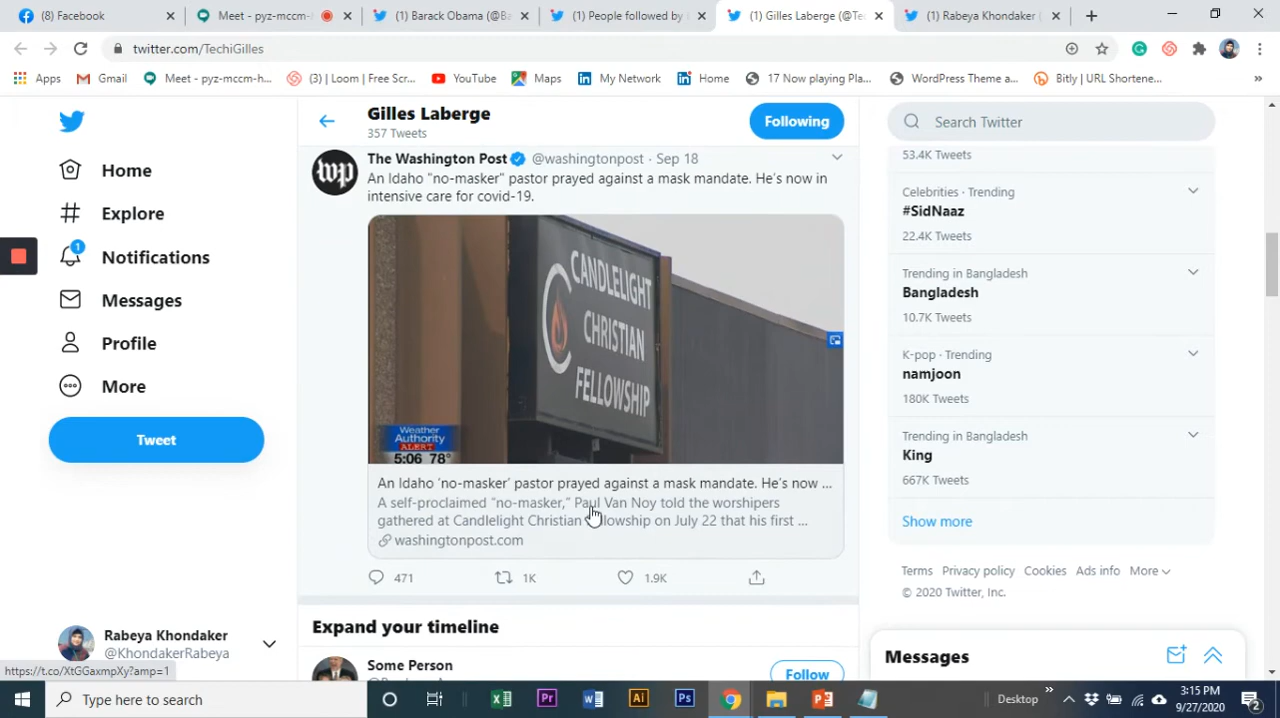 (8) Facebook
Meet - pyz-mccm-h
(1) Barack Obama (@Ba
(1) People followed by
(1) Gilles Laberge (@Te
(1) Rabeya Khondaker (
twitter.com/TechiGilles
Apps
Gmail
Meet - pyz-mccm-h...
(3) | Loom | Free Scr...
YouTube
Maps
My Network
Home
17 Now playing Pla...
WordPress Theme a...
Bitly | URL Shortene...
Home
Explore
1
Notifications
Messages
Profile
More
Tweet
Rabeya Khondaker
@KhondakerRabeya
https://t.co/XtGGaxmpXy?amp=1
Gilles Laberge
357 Tweets
Following
wp
The Washington Post @washingtonpost · Sep 18
An Idaho "no-masker" pastor prayed against a mask mandate. He's now in
intensive care for covid-19.
CANDLELIGHT
CHRISTIAN
FELLOWSHIP
Weather
Authority
ALERT
5:06 78°
An Idaho 'no-masker' pastor prayed against a mask mandate. He's now ...
A self-proclaimed "no-masker," Paul Van Noy told the worshipers
gathered at Candlelight Christian Fellowship on July 22 that his first ...
washingtonpost.com
471
1K
1.9K
Expand your timeline
Some Person
Follow
Search Twitter
53.4K Tweets
Celebrities · Trending
#SidNaaz
22.4K Tweets
Trending in Bangladesh
Bangladesh
10.7K Tweets
K-pop · Trending
namjoon
180K Tweets
Trending in Bangladesh
King
667K Tweets
Show more
Terms Privacy policy Cookies Ads info More
© 2020 Twitter, Inc.
Messages
Type here to search
Desktop
3:15 PM
9/27/2020
2